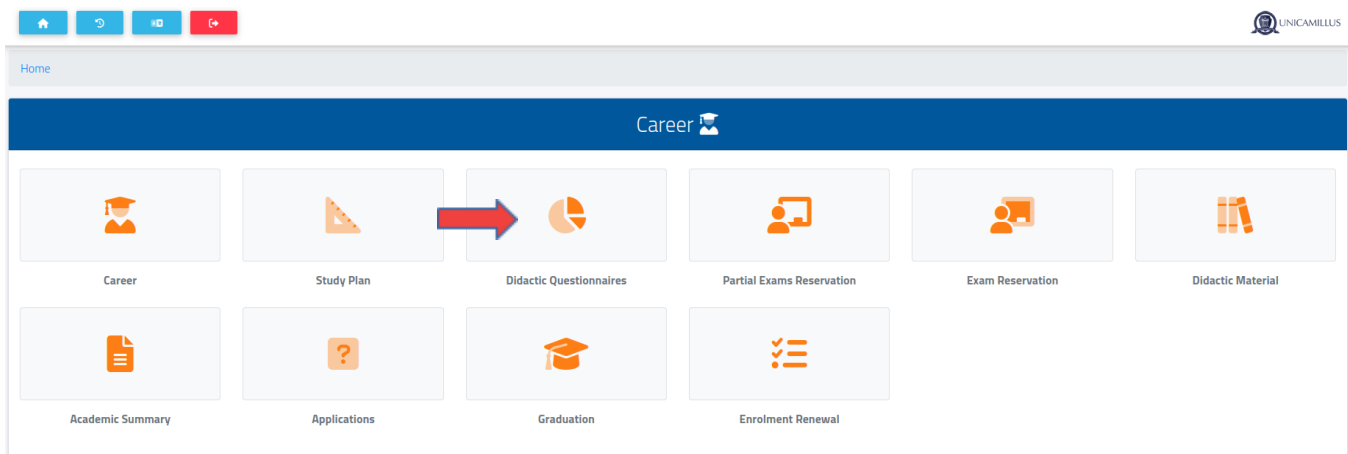 UNICAMILLUS
Home
Career
Career
Study Plan
Didactic Questionnaires
Partial Exams Reservation
Exam Reservation
Didactic Material
?
Academic Summary
Applications
Graduation
Enrolment Renewal